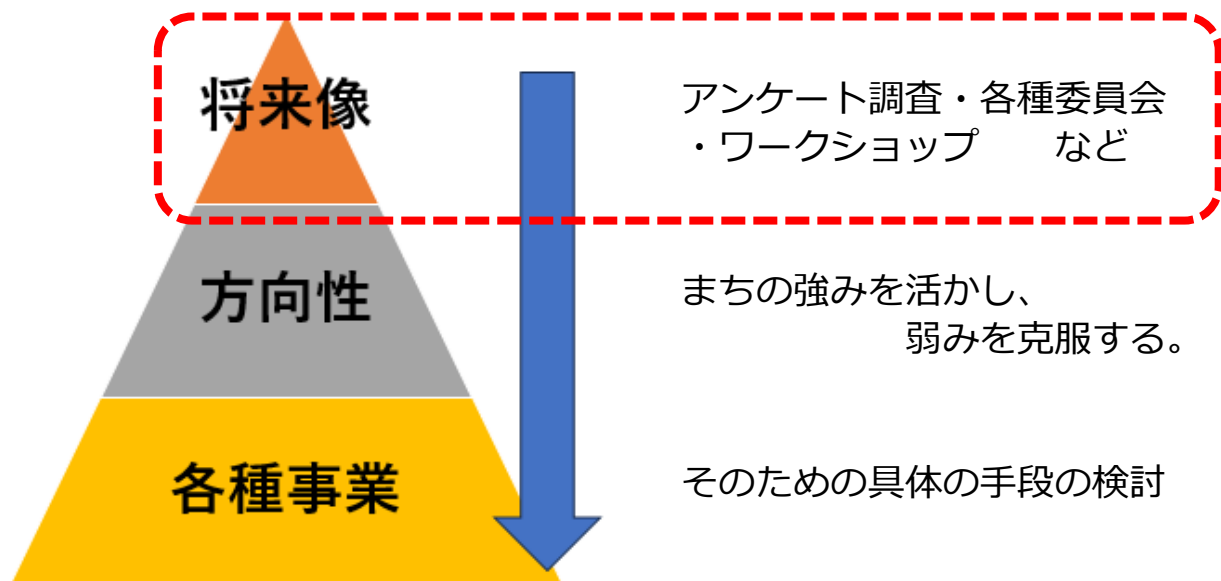 将来像
アンケート調査・各種委員会
・ワークショップ　　など
方向性
まちの強みを活かし、
弱みを克服する。
各種事業
そのための具体の手段の検討